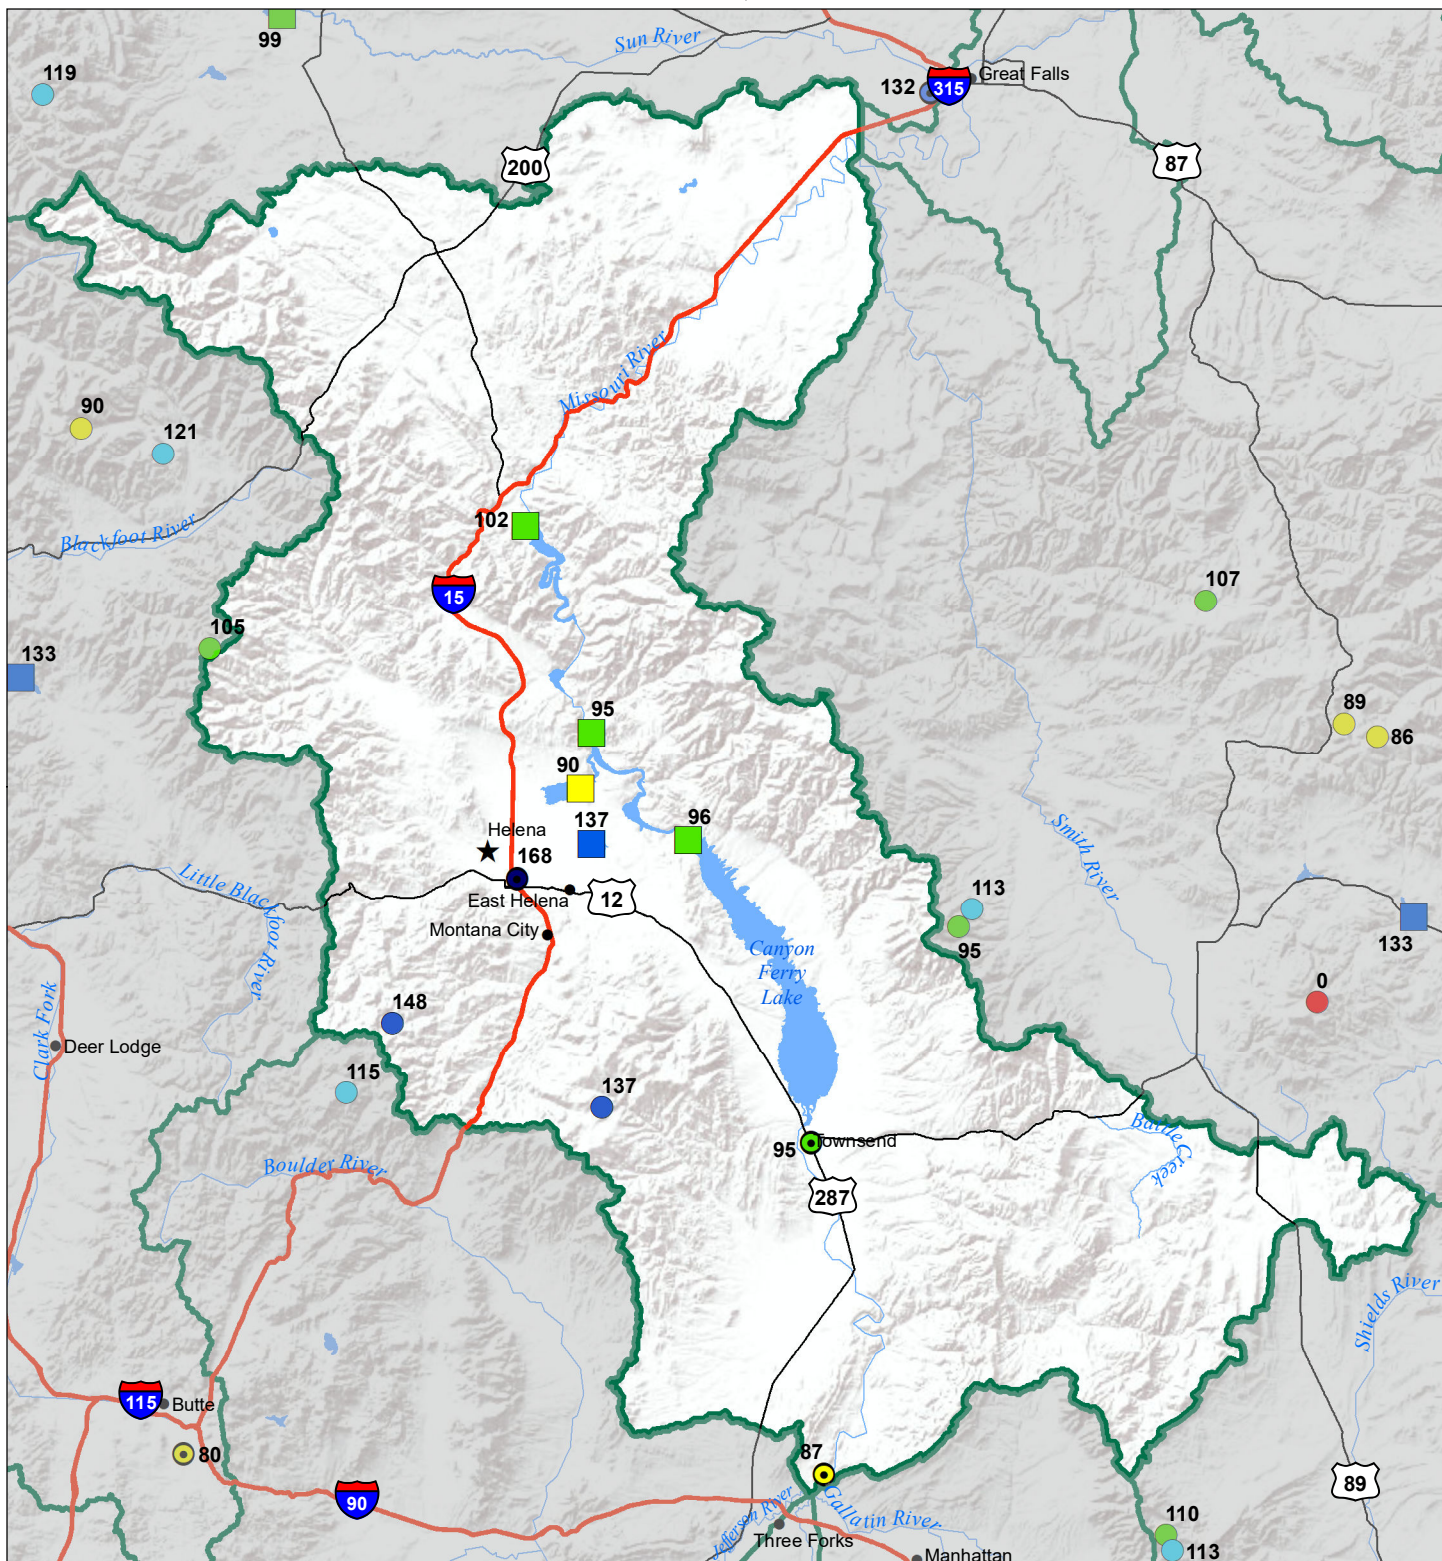 99
Sun River
119
Great Falls
132
315
200
87
Missouri River
90
121
102
Blackfoot River
15
107
105
133
95
89
86
90
137
96
Helena
168
Smith River
Little Blackfoot River
East Helena
12
113
Montana City
95
133
Canyon
Ferry
Lake
0
148
Clark Fork
Deer Lodge
115
137
95
Townsend
Battle Creek
Boulder River
287
Shields River
115
Butte
80
87
90
89
Jefferson River
Gallatin River
110
Three Forks
113
Manhattan